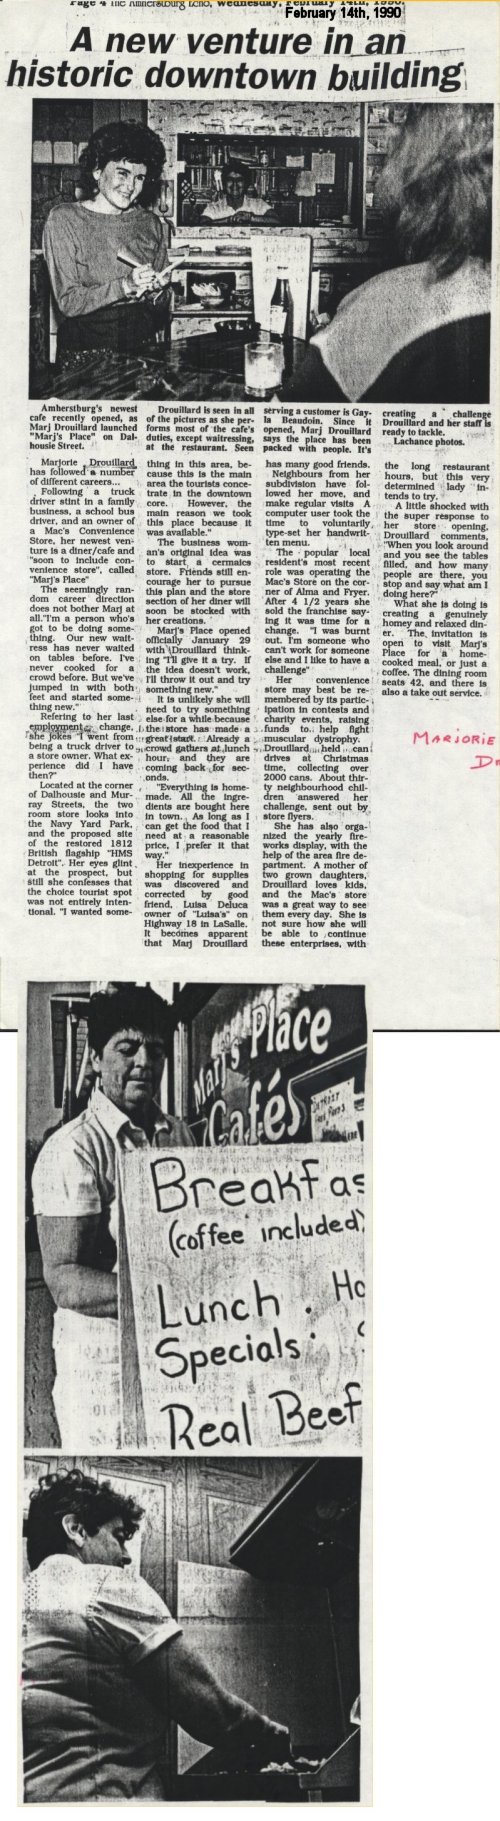 Page 4 The Amherstburg Echo, Wednesday, February 14th, 1990.
February 14th, 1990
A new venture in an
historic downtown building
Amherstburg's newest
cafe recently opened, as
Marj Drouillard launched
"Marj's Place" on Dal-
housie Street.
Drouillard is seen in all
of the pictures as she per-
forms most of the cafe's
duties, except waitressing,
at the restaurant. Seen
serving a customer is Gay-
la Beaudoin. Since it
opened, Marj Drouillard
says the place has been
packed with people. It's
creating a challenge
Drouillard and her staff is
ready to tackle.
Lachance photos.
Marjorie Drouillard
has followed a number
of different careers...
Following a truck
driver stint in a family
business, a school bus
driver, and an owner of
a Mac's Convenience
Store, her newest ven-
ture is a diner/cafe and
"soon to include con-
venience store", called
"Marj's Place"
The seemingly ran-
dom career direction
does not bother Marj at
all."I'm a person who's
got to be doing some-
thing. Our new wait-
ress has never waited
on tables before. I've
never cooked for a
crowd before. But we've
jumped in with both
feet and started some-
thing new."
Refering to her last
employment change,
she jokes "I went from
being a truck driver to
a store owner. What ex-
perience did I have
then?"
Located at the corner
of Dalhousie and Mur-
ray Streets, the two
room store looks into
the Navy Yard Park,
and the proposed site
of the restored 1812
British flagship "HMS
Detroit". Her eyes glint
at the prospect, but
still she confesses that
the choice tourist spot
was not entirely inten-
tional. "I wanted some-
thing in this area, be-
cause this is the main
area the tourists conce-
trate in the downtown
core. However, the
main reason we took
this place because it
was available."
The business wom-
an's original idea was
to start a cermaics
store. Friends still en-
courage her to pursue
this plan and the store
section of her diner will
soon be stocked with
her creations.
Marj's Place opened
officially January 29
with Drouillard think-
ing "I'll give it a try. If
the idea doesn't work,
I'll throw it out and try
something new."
It is unlikely she will
need to try something
else for a while because
the store has made a
great start. Already a
crowd gathers at lunch
hour and they are
coming back for sec-
onds.
"Everything is home-
made. All the ingre-
dients are bought here
in town. As long as I
can get the food that I
need at a reasonable
price, I prefer it that
way."
Her inexperience in
shopping for supplies
was discovered and
corrected by good
friend, Luisa Deluca
owner of "Luisa's" on
Highway 18 in LaSalle.
It becomes apparent
that Marj Drouillard
has many good friends.
Neighbours from her
subdivision have fol-
lowed her move, and
make regular visits A
computer user took the
time to voluntarily
type-set her handwrit-
ten menu.
The popular local
resident's most recent
role was operating the
Mac's Store on the cor-
ner of Alma and Fryer.
After 4 1/2 years she
sold the franchise say-
ing it was time for a
change. "I was burnt
out. I'm someone who
can't work for someone
else and I like to have a
challenge"
Her convenience
store may best be re-
membered by its partic-
ipation in contests and
charity events, raising
funds to help fight
muscular dystrophy.
Drouillard held can
drives at Christmas
time, collecting over
2000 cans. About thir-
ty neighbourhood chil-
dren answered her
challenge, sent out by
store flyers.
She has also orga-
nized the yearly fire-
works display, with the
help of the area fire de-
partment. A mother of
two grown daughters,
Drouillard loves kids,
and the Mac's store
was a great way to see
them every day. She is
not sure how she will
be able to continue
these enterprises, with
the long restaurant
hours, but this very
determined lady in-
tends to try.
A little shocked with
the super response to
her store opening,
Drouillard comments,
"When you look around
and you see the tables
filled, and how many
people are there, you
stop and say what am I
doing here?"
What she is doing is
creating a genuinely
homey and relaxed din-
er. The invitation is
open to visit Marj's
Place for a home-
cooked meal, or just a
coffee. The dining room
seats 42, and there is
also a take out service.
MARJORIE
Marj's Place
Café
Breakfas
(coffee included)
Lunch . Ho
Specials
Real Beef